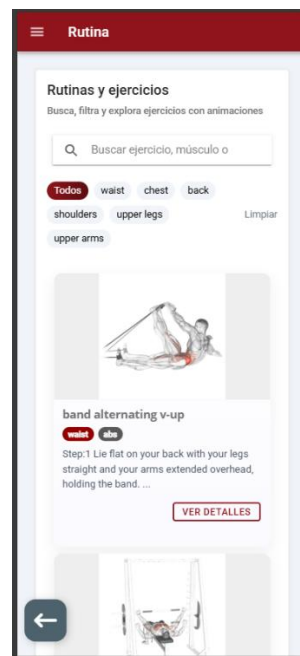 Rutina
Rutinas y ejercicios
Busca, filtra y explora ejercicios con animaciones
Buscar ejercicio, músculo o
Todos waist chest back
shoulders upper legs Limpiar
upper arms
band alternating v-up
waist abs
Step:1 Lie flat on your back with your legs
straight and your arms extended overhead,
holding the band. ...
VER DETALLES